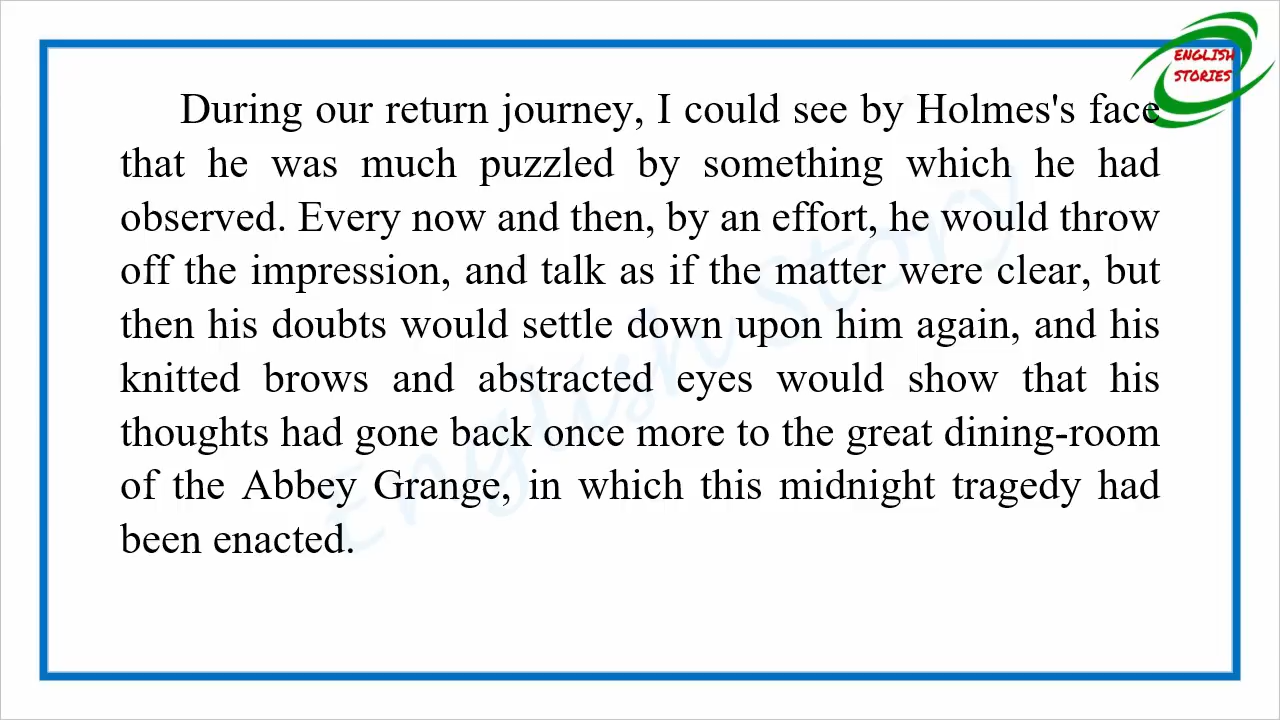 ENGLISH
STORIES
During our return journey, I could see by Holmes's face
that he was much puzzled by something which he had
observed. Every now and then, by an effort, he would throw
off the impression, and talk as if the matter were clear, but
then his doubts would settle down upon him again, and his
knitted brows and abstracted eyes would show that his
thoughts had gone back once more to the great dining-room
of the Abbey Grange, in which this midnight tragedy had
been enacted.
English Story